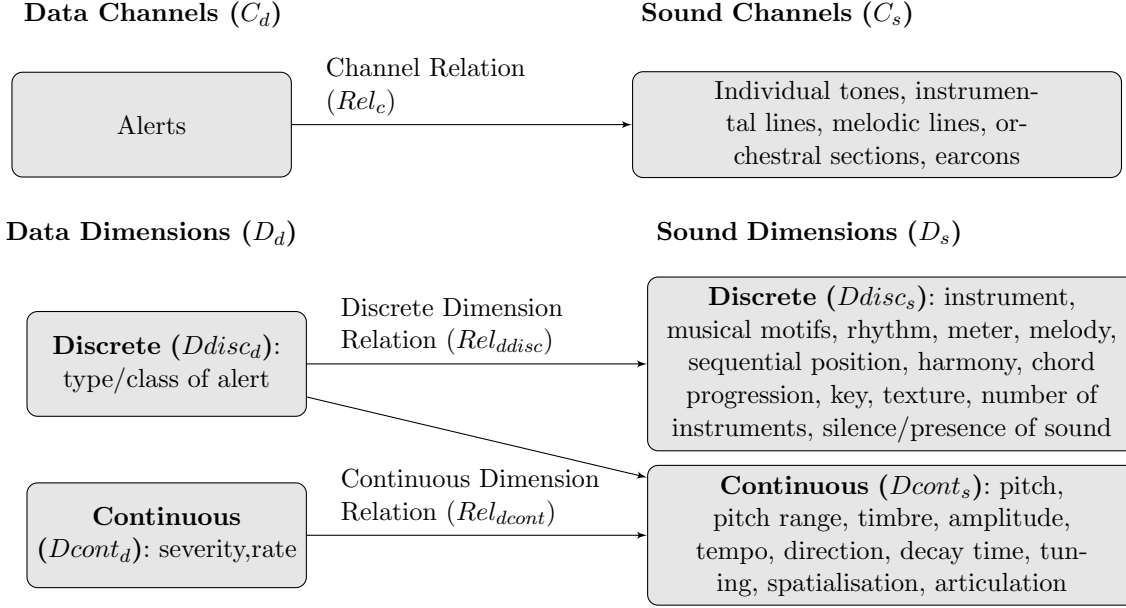 Data Channels (C_d)
Sound Channels (C_s)
Alerts
Channel Relation
(Rel_c)
Individual tones, instrumen-
tal lines, melodic lines, or-
chestral sections, earcons
Data Dimensions (D_d)
Sound Dimensions (D_s)
Discrete (Ddisc_d):
type/class of alert
Discrete Dimension
Relation (Rel_ddisc)
Discrete (Ddisc_s): instrument,
musical motifs, rhythm, meter, melody,
sequential position, harmony, chord
progression, key, texture, number of
instruments, silence/presence of sound
Continuous
(Dcont_d): severity,rate
Continuous Dimension
Relation (Rel_dcont)
Continuous (Dcont_s): pitch,
pitch range, timbre, amplitude,
tempo, direction, decay time, tun-
ing, spatialisation, articulation